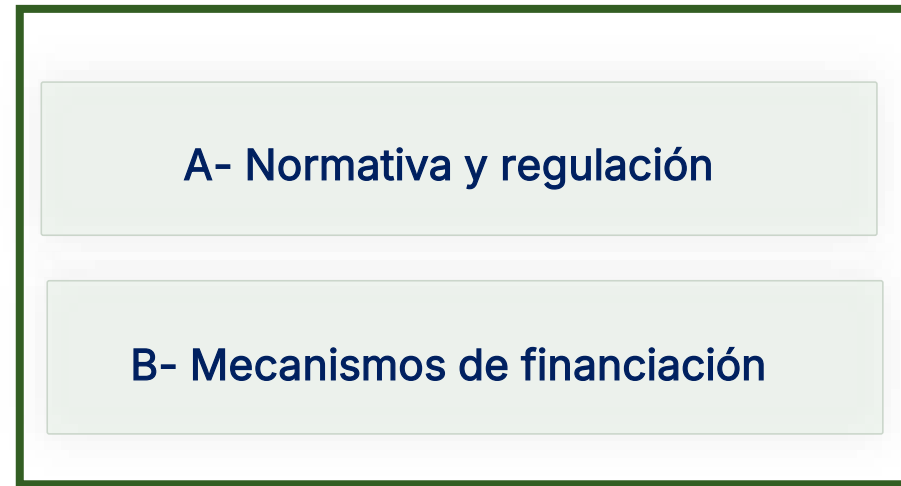 A- Normativa y regulación
B- Mecanismos de financiación